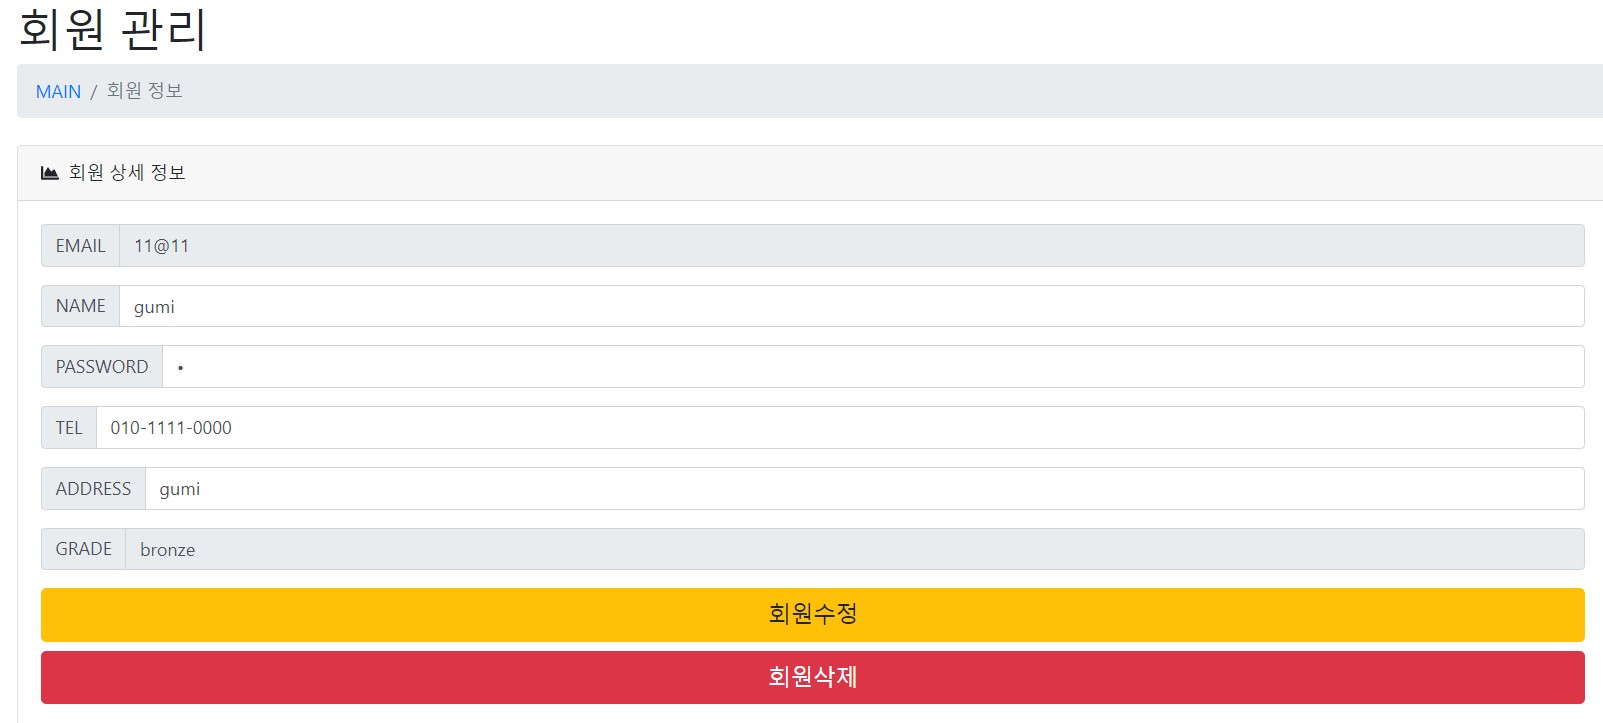 회원 관리
MAIN / 회원 정보
회원 상세 정보
EMAIL 11@11
NAME gumi
PASSWORD •
TEL 010-1111-0000
ADDRESS gumi
GRADE bronze
회원수정
회원삭제